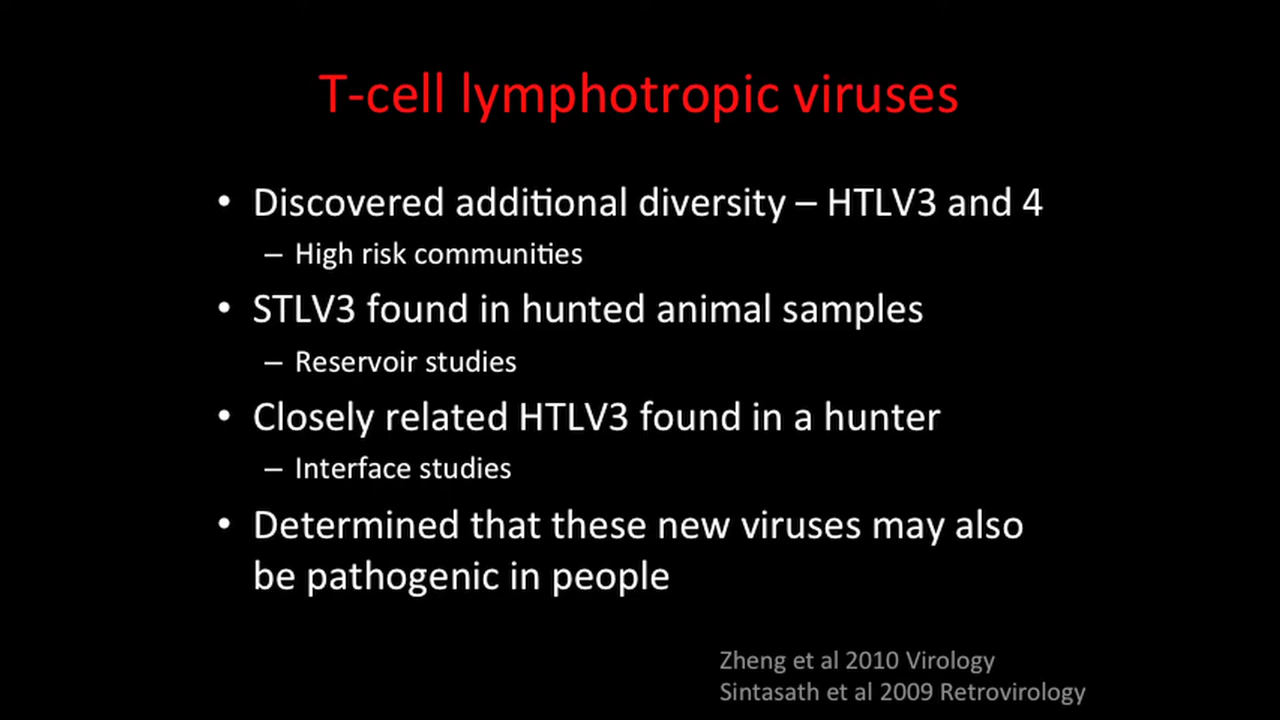 T-cell lymphotropic viruses
• Discovered additional diversity – HTLV3 and 4
– High risk communities
• STLV3 found in hunted animal samples
– Reservoir studies
• Closely related HTLV3 found in a hunter
– Interface studies
• Determined that these new viruses may also
be pathogenic in people
Zheng et al 2010 Virology
Sintasath et al 2009 Retrovirology